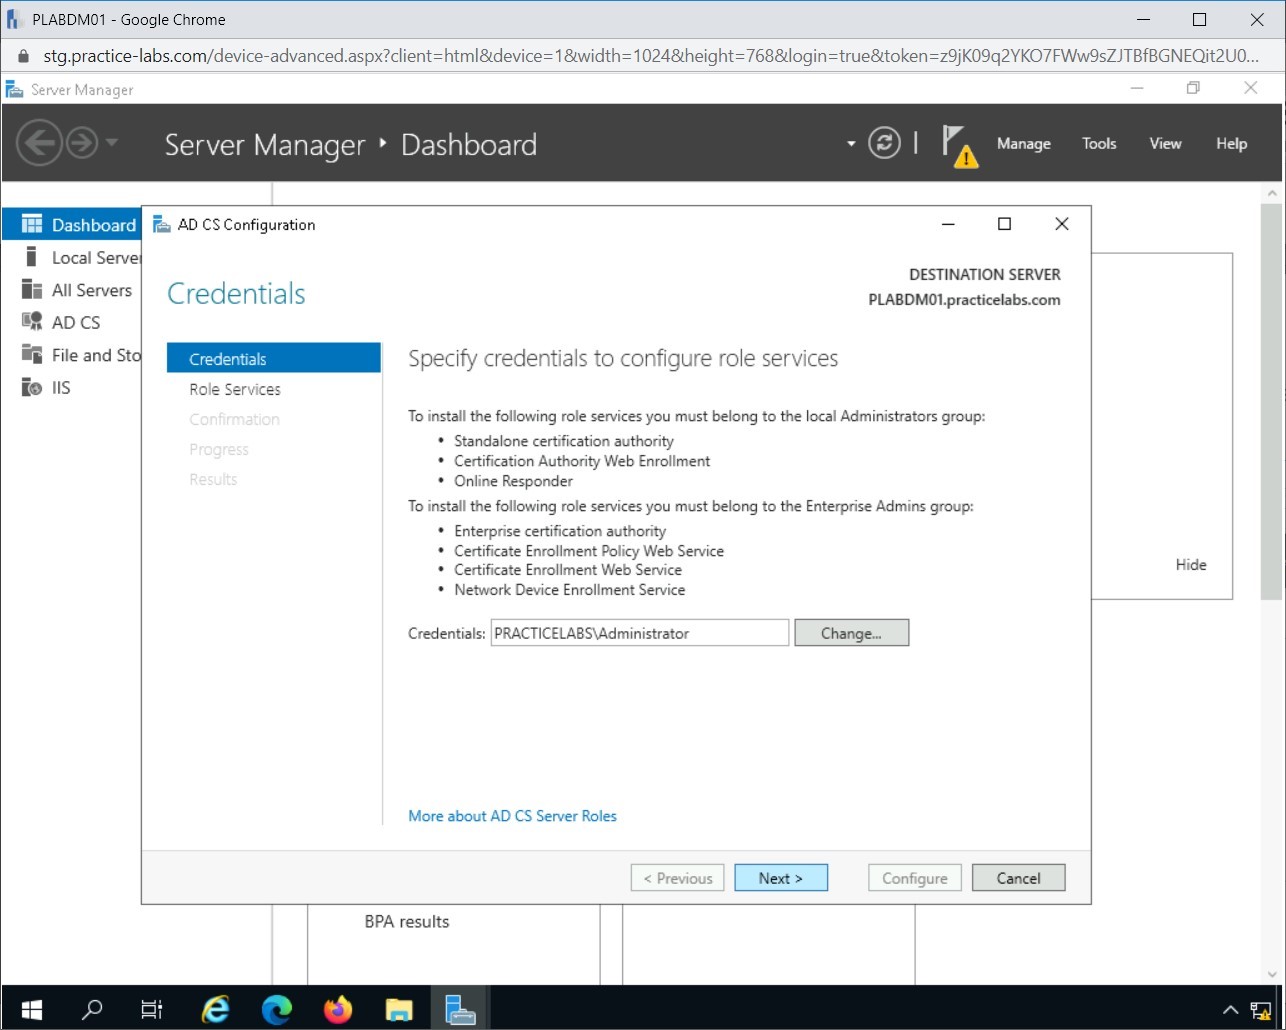 PLABDM01 - Google Chrome
stg.practice-labs.com/device-advanced.aspx?client=html&device=1&width=1024&height=768&login=true&token=z9jK09q2YKO7FWw9sZJTBfBGNEQit2U0...
Server Manager
Server Manager ‣ Dashboard
Manage Tools View Help
Dashboard
Local Server
All Servers
AD CS
File and Sto
IIS
AD CS Configuration
DESTINATION SERVER
PLABDM01.practicelabs.com
Credentials
Credentials
Role Services
Confirmation
Progress
Results
Specify credentials to configure role services
To install the following role services you must belong to the local Administrators group:
• Standalone certification authority
• Certification Authority Web Enrollment
• Online Responder
To install the following role services you must belong to the Enterprise Admins group:
• Enterprise certification authority
• Certificate Enrollment Policy Web Service
• Certificate Enrollment Web Service
• Network Device Enrollment Service
Credentials: PRACTICELABS\Administrator Change...
More about AD CS Server Roles
< Previous Next > Configure Cancel
Hide
BPA results